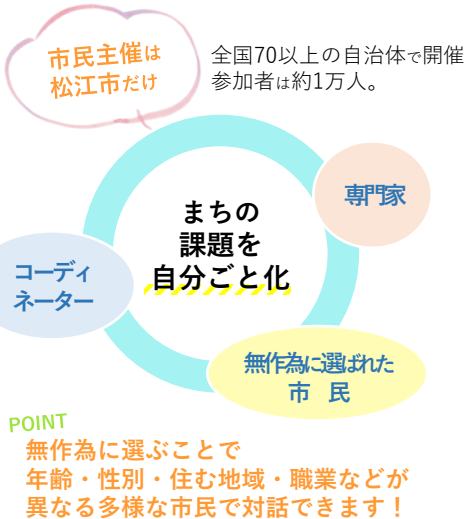 市民主催は
松江市だけ
全国70以上の自治体で開催
参加者は約1万人。
まちの
課題を
自分ごと化
専門家
コーディ
ネーター
無作為に選ばれた
市　民
POINT
無作為に選ぶことで
年齢・性別・住む地域・職業などが
異なる多様な市民で対話できます！